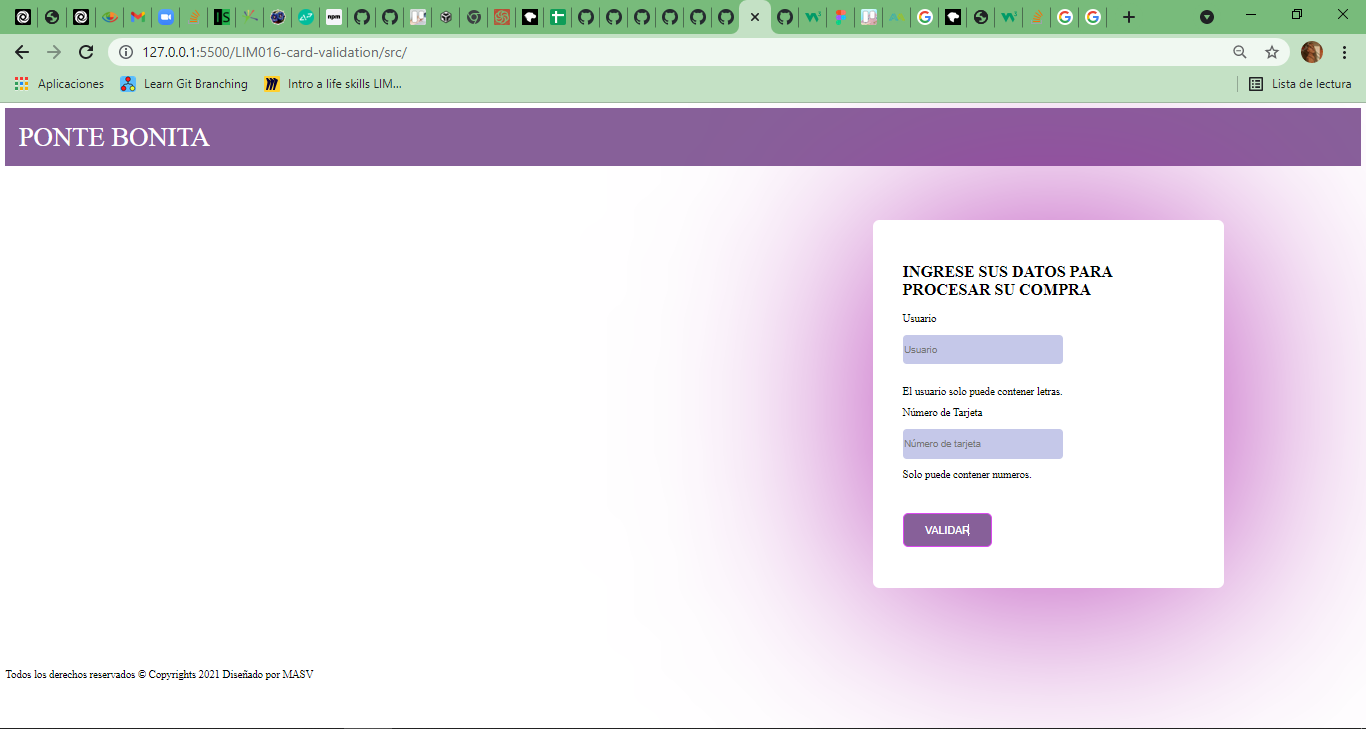 npm
127.0.0.1:5500/LIM016-card-validation/src/
Aplicaciones
Learn Git Branching
Intro a life skills LIM...
Lista de lectura
PONTE BONITA
INGRESE SUS DATOS PARA
PROCESAR SU COMPRA
Usuario
Usuario
El usuario solo puede contener letras.
Número de Tarjeta
Número de tarjeta
Solo puede contener numeros.
VALIDAR
Todos los derechos reservados © Copyrights 2021 Diseñado por MASV